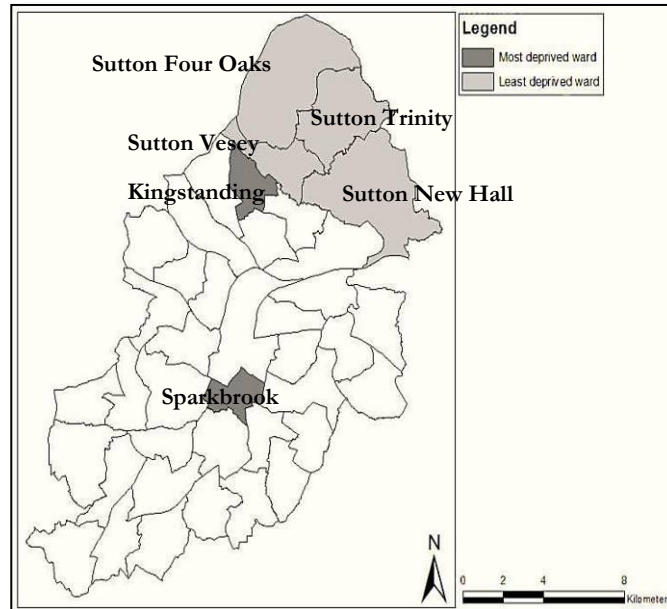 Legend
Most deprived ward
Least deprived ward
Sutton Four Oaks
Sutton Trinity
Sutton Vesey
Kingstanding
Sutton New Hall
Sparkbrook
N
0 2 4 8
Kilometer